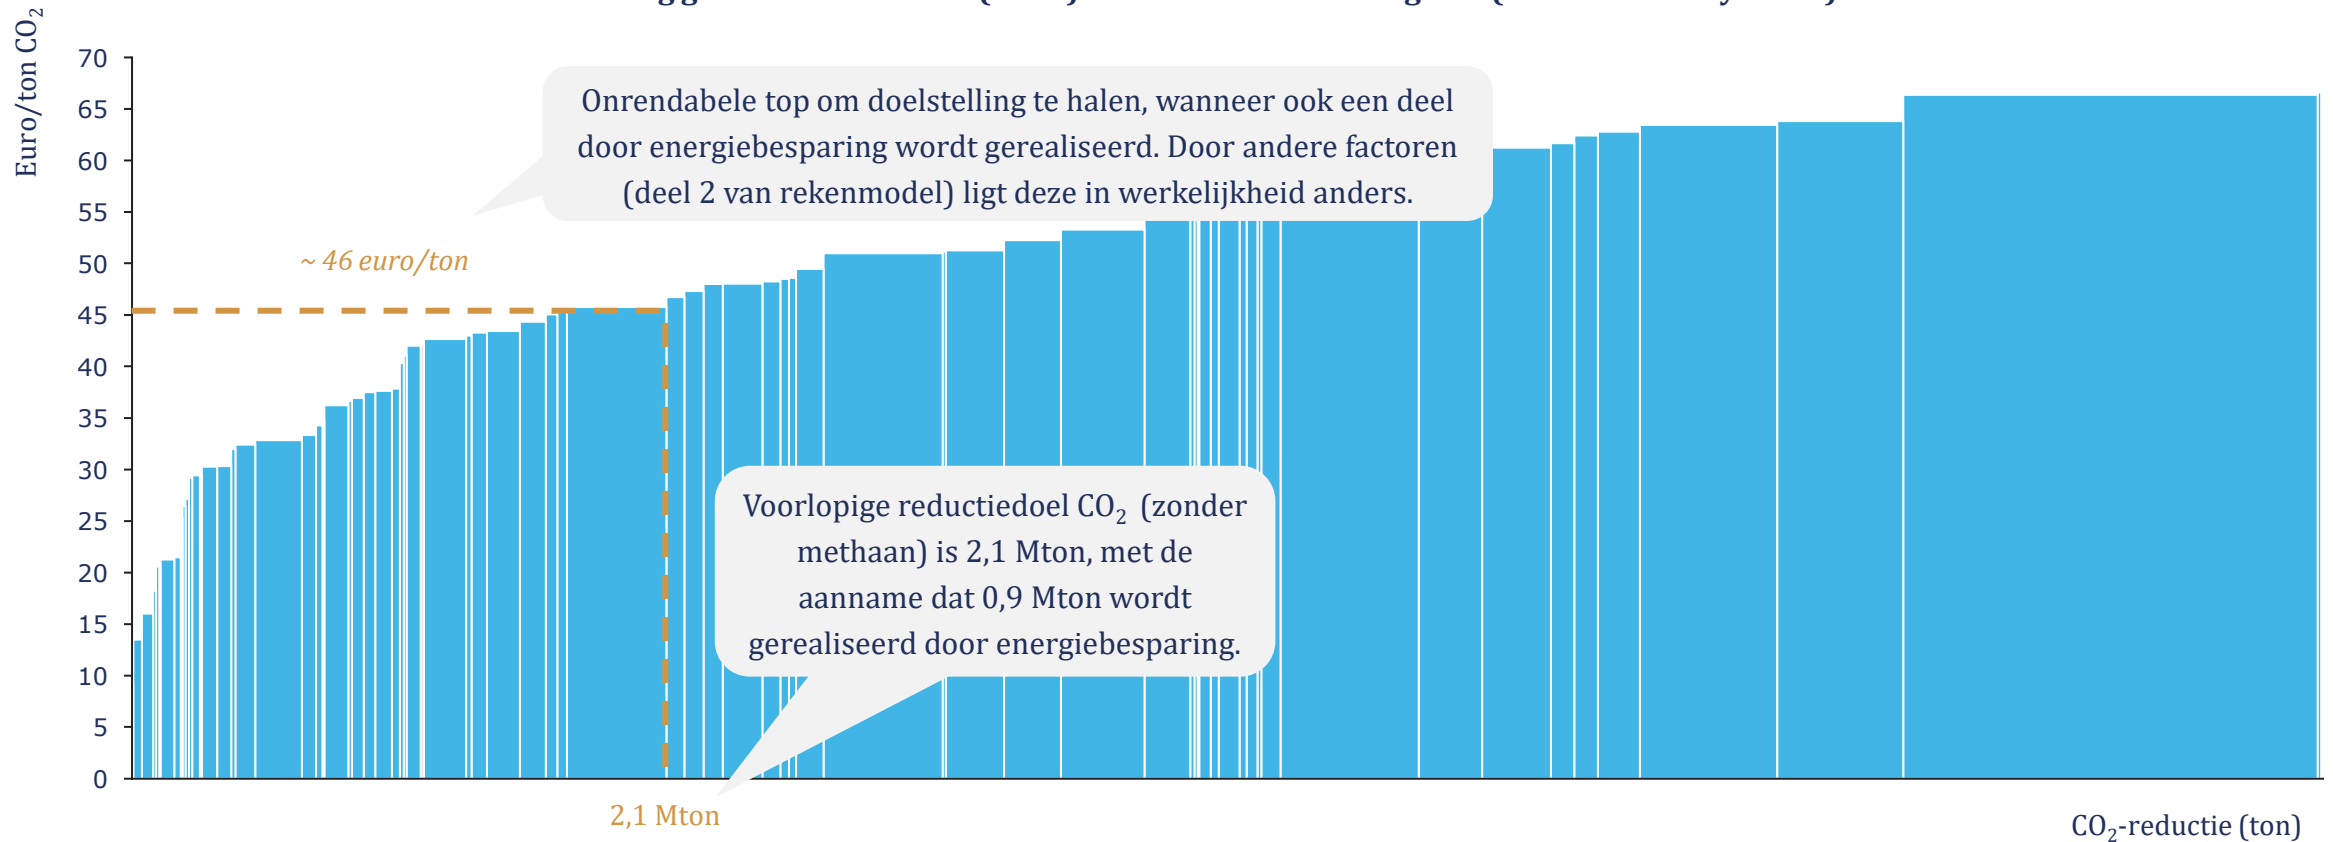 Euro/ton CO₂
70
65
60
55
50
45
40
35
30
25
20
15
10
5
0
Onrendabele top om doelstelling te halen, wanneer ook een deel
door energiebesparing wordt gerealiseerd. Door andere factoren
(deel 2 van rekenmodel) ligt deze in werkelijkheid anders.
~ 46 euro/ton
Voorlopige reductiedoel CO₂ (zonder
methaan) is 2,1 Mton, met de
aanname dat 0,9 Mton wordt
gerealiseerd door energiebesparing.
2,1 Mton
CO₂-reductie (ton)